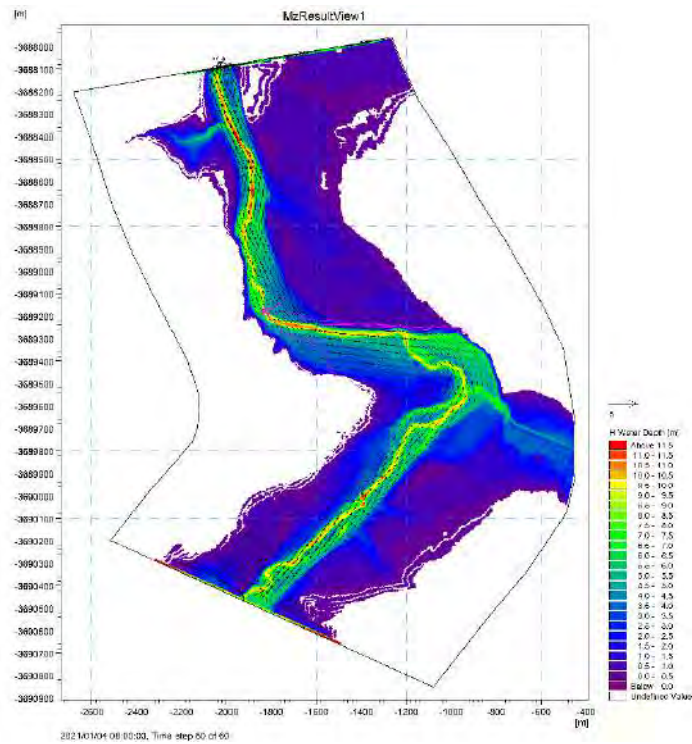 MzResultView1
[m]
-3688000
-3688100
-3688200
-3688300
-3688400
-3688500
-3688600
-3688700
-3688800
-3688900
-3689000
-3689100
-3689200
-3689300
-3689400
-3689500
-3689600
-3689700
-3689800
-3689900
-3690000
-3690100
-3690200
-3690300
-3690400
-3690500
-3690600
-3690700
-3690800
-3690900
-2600 -2400 -2200 -2000 -1800 -1600 -1400 -1200 -1000 -800 -600 -400
[m]
H Water Depth [m]
Above 11.5
11.0 - 11.5
10.5 - 11.0
10.0 - 10.5
9.5 - 10.0
9.0 - 9.5
8.5 - 9.0
8.0 - 8.5
7.5 - 8.0
7.0 - 7.5
6.5 - 7.0
6.0 - 6.5
5.5 - 6.0
5.0 - 5.5
4.5 - 5.0
4.0 - 4.5
3.5 - 4.0
3.0 - 3.5
2.5 - 3.0
2.0 - 2.5
1.5 - 2.0
1.0 - 1.5
0.5 - 1.0
0.0 - 0.5
Below 0.0
Undefined Value
2021/01/04 08:00:00, Time step 60 of 60